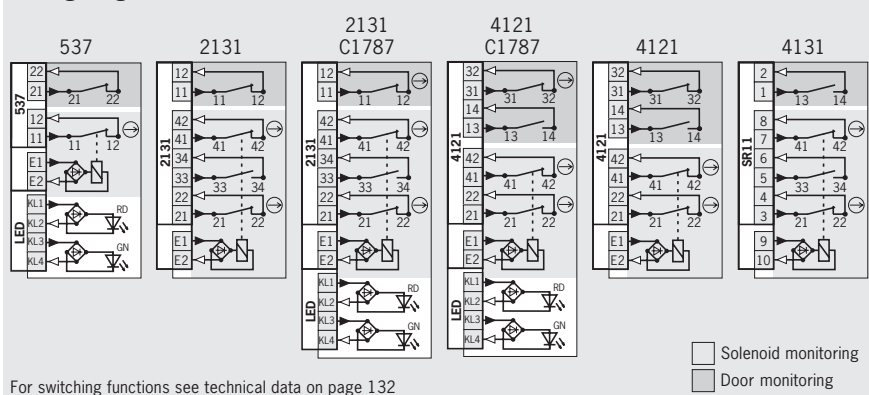 537
22
21
21 22
537
12
11
11 12
E1
E2
LED
KL1
KL2
KL3
KL4
RD
GN
2131
12
11
11 12
2131
42
41
41 42
34
33
33 34
22
21
21 22
E1
E2
2131
C1787
12
11
11 12
2131
42
41
41 42
34
33
33 34
22
21
21 22
E1
E2
LED
KL1
KL2
KL3
KL4
RD
GN
4121
C1787
32
31
31 32
14
13
13 14
4121
42
41
41 42
22
21
21 22
E1
E2
LED
KL1
KL2
KL3
KL4
RD
GN
4121
32
31
31 32
14
13
13 14
4121
42
41
41 42
22
21
21 22
E1
E2
4131
2
1
13 14
SR11
8
7
41 42
6
5
33 34
4
3
21 22
9
10
Solenoid monitoring
Door monitoring
For switching functions see technical data on page 132